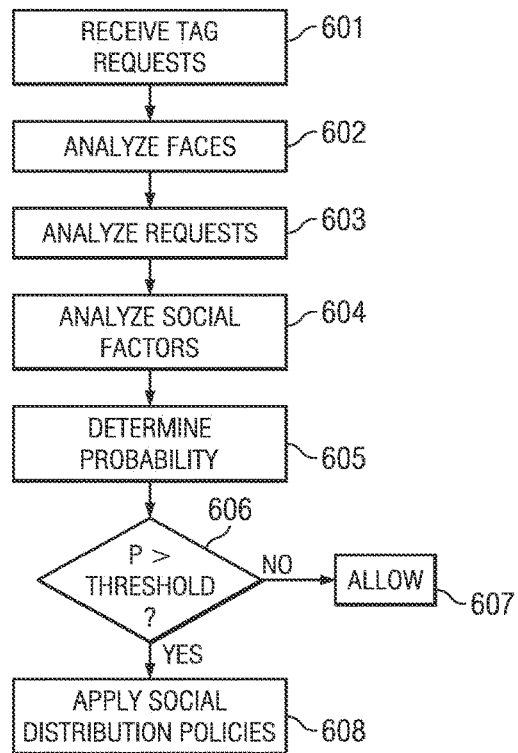 RECEIVE TAG
REQUESTS
601
ANALYZE FACES
602
ANALYZE REQUESTS
603
ANALYZE SOCIAL
FACTORS
604
DETERMINE
PROBABILITY
605
606
P >
THRESHOLD
?
NO
ALLOW
607
YES
APPLY SOCIAL
DISTRIBUTION POLICIES
608